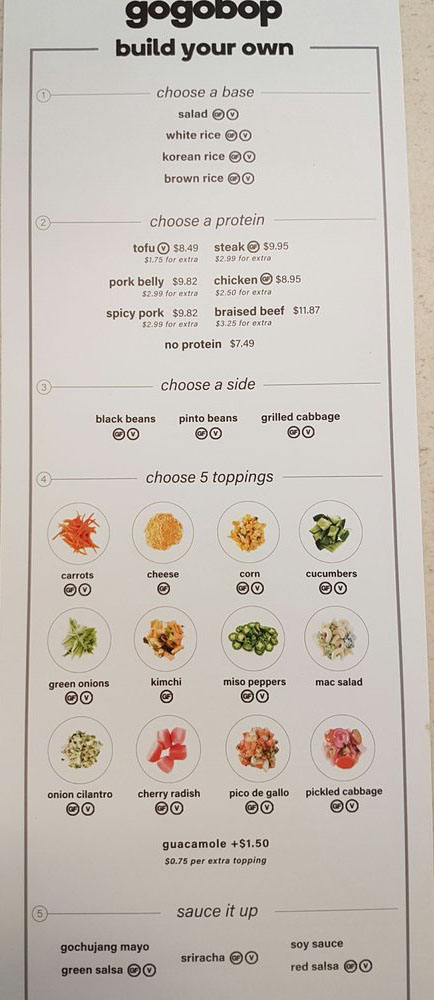 gogobop
build your own
1 choose a base
salad GF V
white rice GF V
korean rice GF V
brown rice GF V
2 choose a protein
tofu V $8.49 steak GF $9.95
$1.75 for extra $2.99 for extra
pork belly $9.82 chicken GF $8.95
$2.99 for extra $2.50 for extra
spicy pork $9.82 braised beef $11.87
$2.99 for extra $3.25 for extra
no protein $7.49
3 choose a side
black beans pinto beans grilled cabbage
GF V GF V GF V
4 choose 5 toppings
carrots cheese corn cucumbers
GF V GF GF V GF V
green onions kimchi miso peppers mac salad
GF V GF GF V
onion cilantro cherry radish pico de gallo pickled cabbage
GF V GF V GF V GF V
guacamole +$1.50
$0.75 per extra topping
5 sauce it up
gochujang mayo sriracha GF V soy sauce
green salsa GF V red salsa GF V